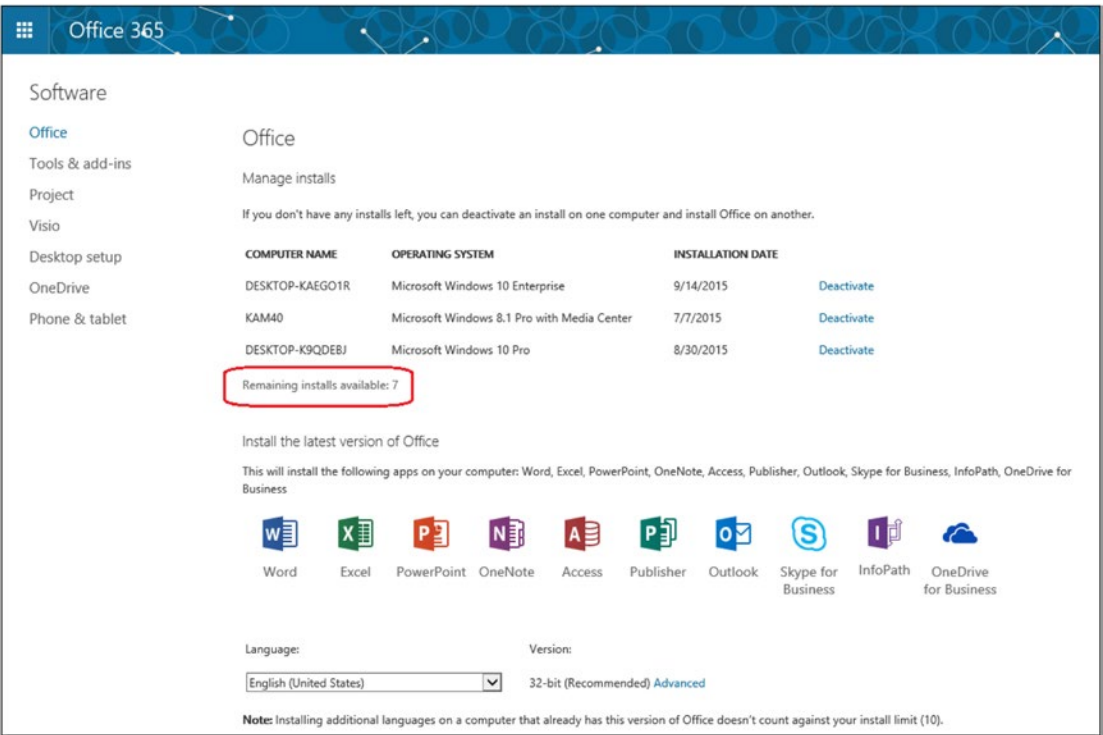 Office 365
Software
Office
Tools & add-ins
Project
Visio
Desktop setup
OneDrive
Phone & tablet
Office
Manage installs
If you don't have any installs left, you can deactivate an install on one computer and install Office on another.
COMPUTER NAME OPERATING SYSTEM INSTALLATION DATE
DESKTOP-KAEGO1R Microsoft Windows 10 Enterprise 9/14/2015 Deactivate
KAM40 Microsoft Windows 8.1 Pro with Media Center 7/7/2015 Deactivate
DESKTOP-K9QDEBJ Microsoft Windows 10 Pro 8/30/2015 Deactivate
Remaining installs available: 7
Install the latest version of Office
This will install the following apps on your computer: Word, Excel, PowerPoint, OneNote, Access, Publisher, Outlook, Skype for Business, InfoPath, OneDrive for
Business
Word Excel PowerPoint OneNote Access Publisher Outlook Skype for Business InfoPath OneDrive for Business
Language: Version:
English (United States) 32-bit (Recommended) Advanced
Note: Installing additional languages on a computer that already has this version of Office doesn't count against your install limit (10).